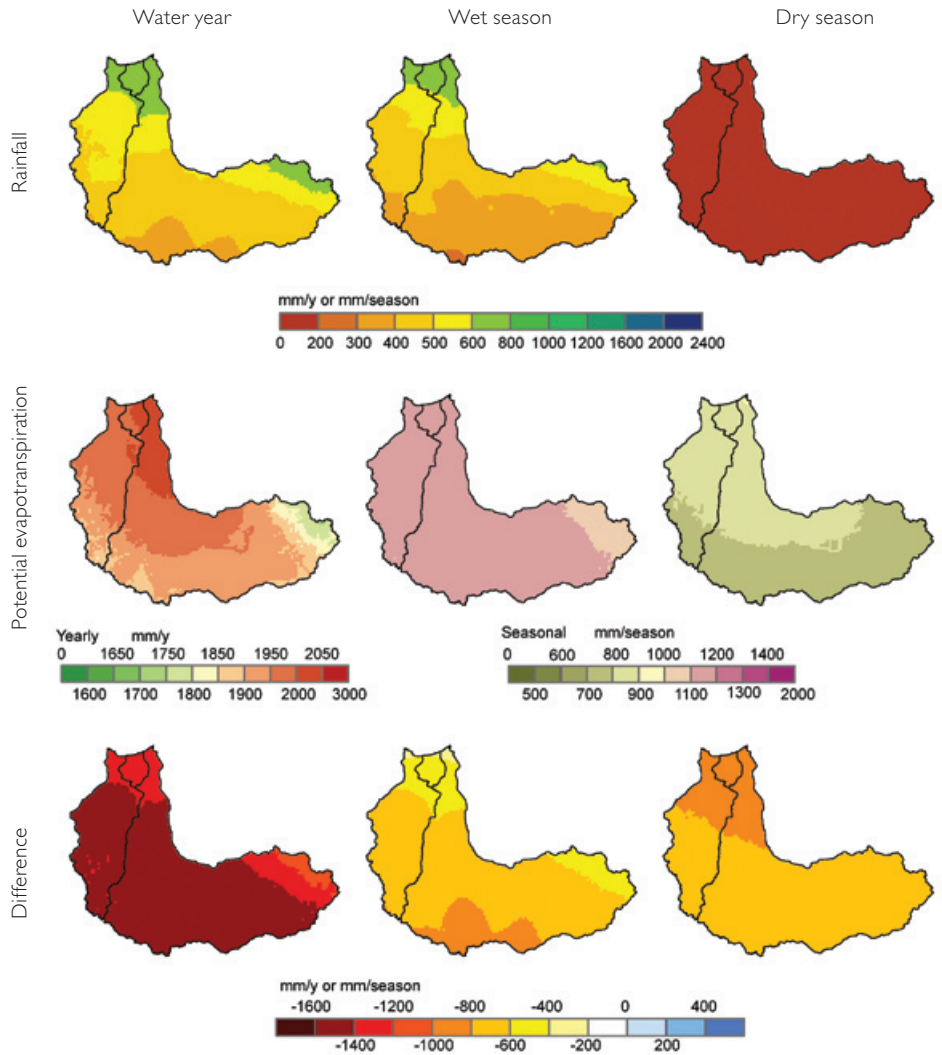 Water year Wet season Dry season
Rainfall
mm/y or mm/season
0 200 300 400 500 600 800 1000 1200 1600 2000 2400
Potential evapotranspiration
Yearly mm/y
0 1650 1750 1850 1950 2050
1600 1700 1800 1900 2000 3000
Seasonal mm/season
0 600 800 1000 1200 1400
500 700 900 1100 1300 2000
Difference
mm/y or mm/season
-1600 -1200 -800 -400 0 400
-1400 -1000 -600 -200 200